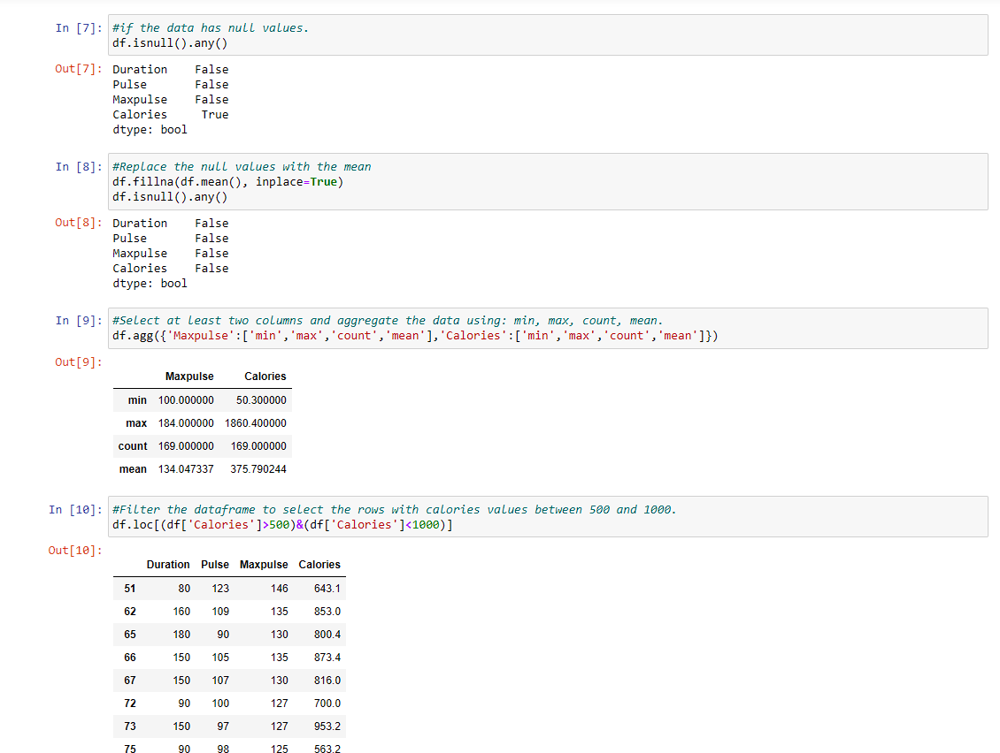 In [7]: #if the data has null values.
df.isnull().any()
Out[7]: Duration False
Pulse False
Maxpulse False
Calories True
dtype: bool
In [8]: #Replace the null values with the mean
df.fillna(df.mean(), inplace=True)
df.isnull().any()
Out[8]: Duration False
Pulse False
Maxpulse False
Calories False
dtype: bool
In [9]: #Select at least two columns and aggregate the data using: min, max, count, mean.
df.agg({'Maxpulse':['min','max','count','mean'],'Calories':['min','max','count','mean']})
Out[9]:
Maxpulse Calories
min 100.000000 50.300000
max 184.000000 1860.400000
count 169.000000 169.000000
mean 134.047337 375.790244
In [10]: #Filter the dataframe to select the rows with calories values between 500 and 1000.
df.loc[(df['Calories']>500)&(df['Calories']<1000)]
Out[10]:
Duration Pulse Maxpulse Calories
51 80 123 146 643.1
62 160 109 135 853.0
65 180 90 130 800.4
66 150 105 135 873.4
67 150 107 130 816.0
72 90 100 127 700.0
73 150 97 127 953.2
75 90 98 125 563.2